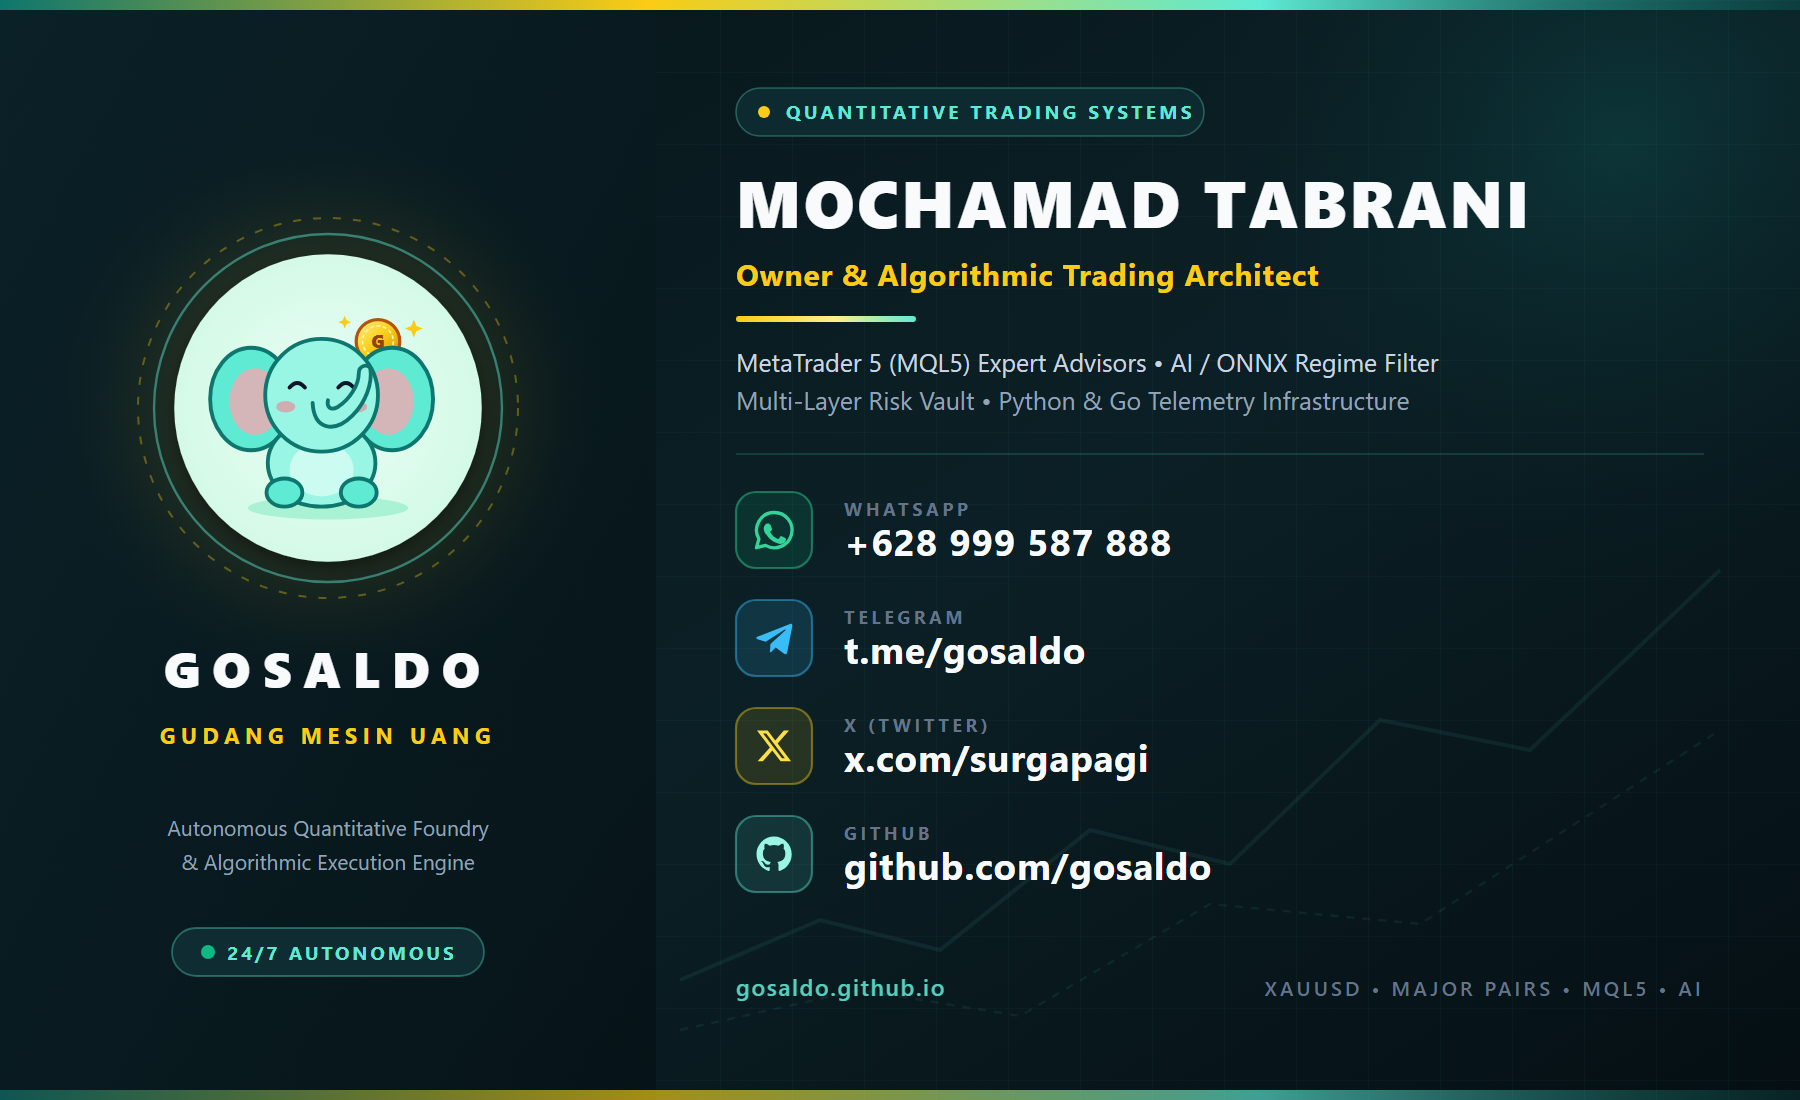 G
GOSALDO
GUDANG MESIN UANG
Autonomous Quantitative Foundry
& Algorithmic Execution Engine
24/7 AUTONOMOUS
QUANTITATIVE TRADING SYSTEMS
MOCHAMAD TABRANI
Owner & Algorithmic Trading Architect
MetaTrader 5 (MQL5) Expert Advisors • AI / ONNX Regime Filter
Multi-Layer Risk Vault • Python & Go Telemetry Infrastructure
WHATSAPP
+628 999 587 888
TELEGRAM
t.me/gosaldo
X (TWITTER)
x.com/surgapagi
GITHUB
github.com/gosaldo
gosaldo.github.io
XAUUSD • MAJOR PAIRS • MQL5 • AI